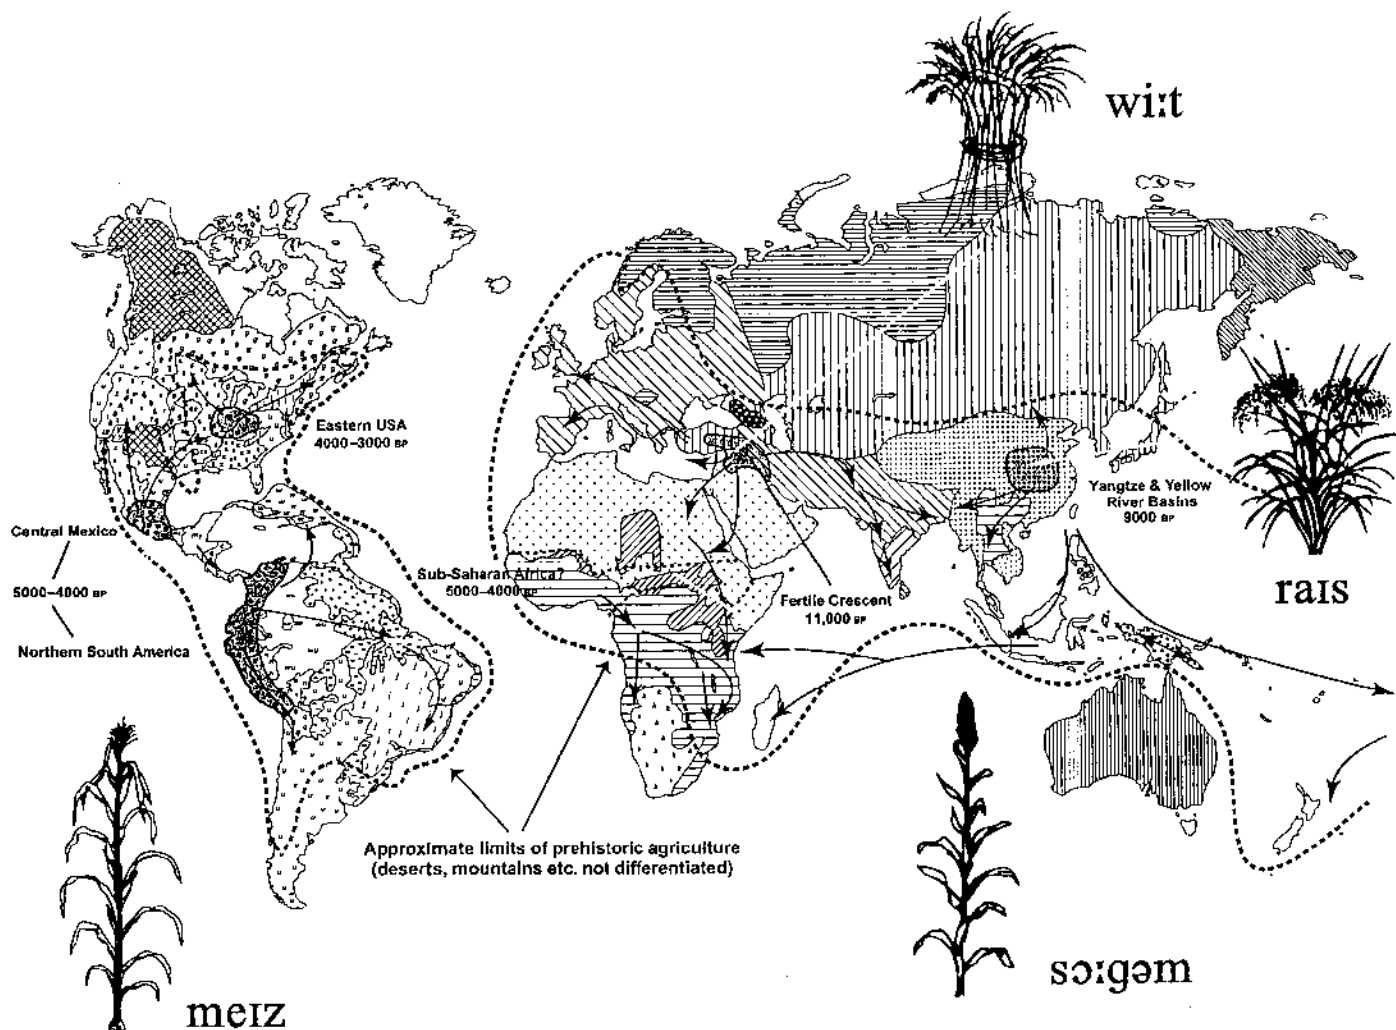 wiːt
Eastern USA
4000–3000 BP
Yangtze & Yellow
River Basins
9000 BP
Central Mexico
5000–4000 BP
Northern South America
Sub-Saharan Africa?
5000–4000 BP
Fertile Crescent
11,000 BP
raɪs
Approximate limits of prehistoric agriculture
(deserts, mountains etc. not differentiated)
sɔːgəm
meɪz